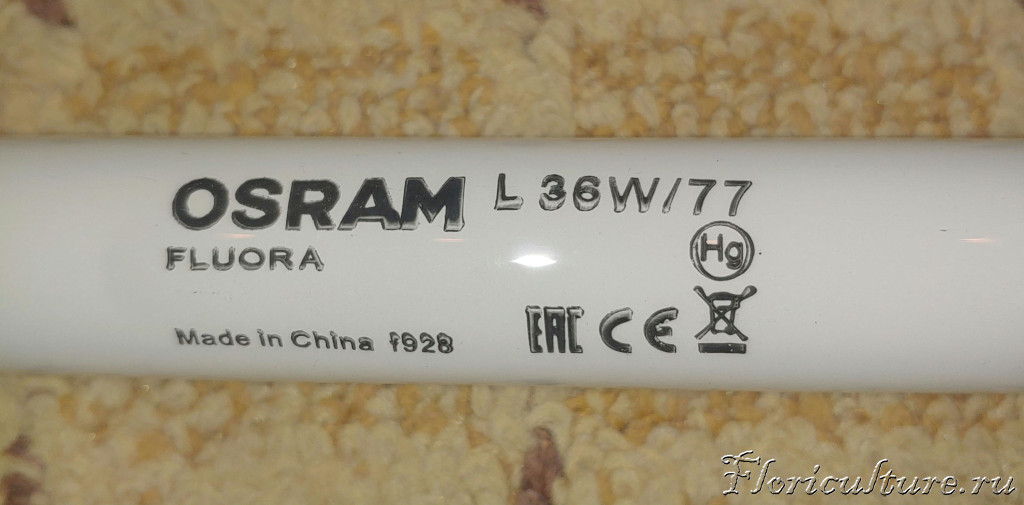 OSRAM L 36W/77
FLUORA
Hg
Made in China f928
EAC CE
Floriculture.ru